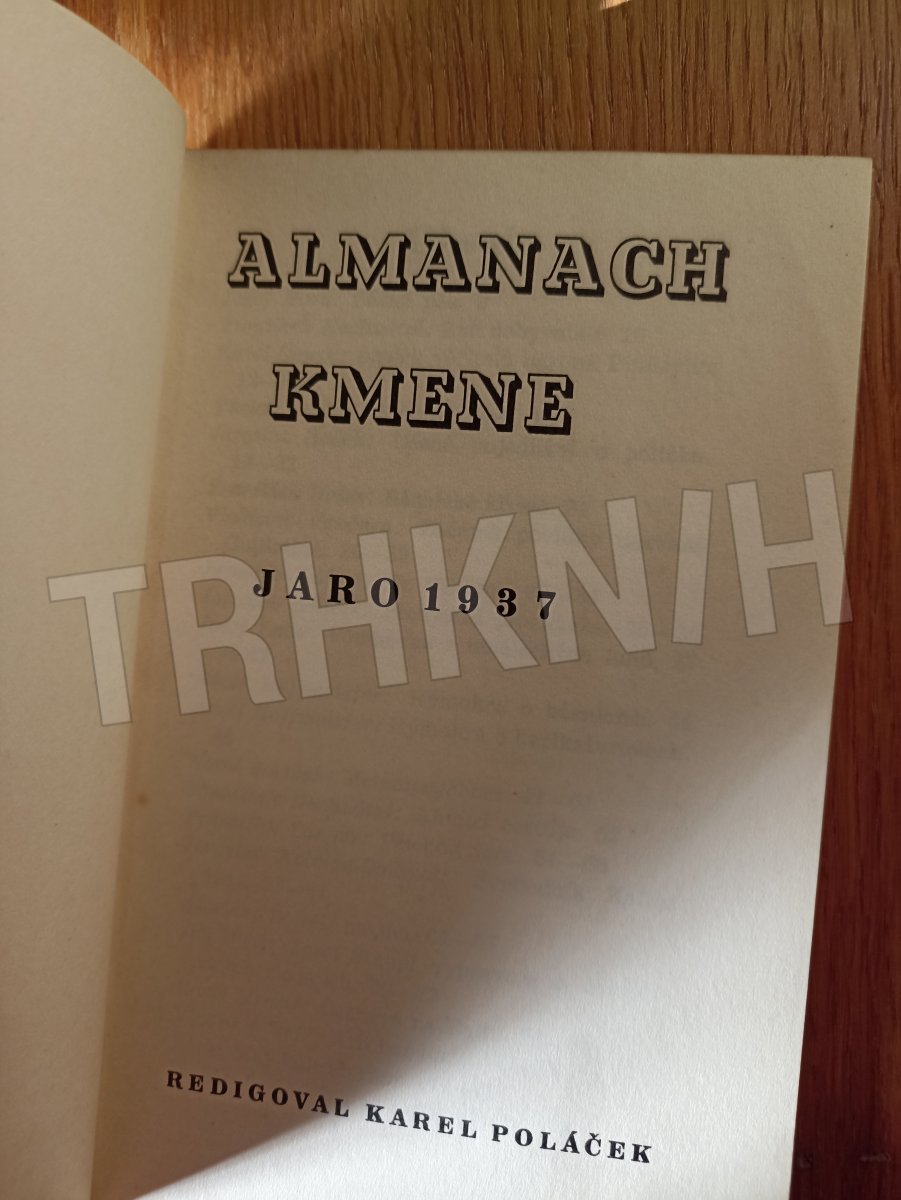 ALMANACH
KMENE
JARO 1937
TRHKNIH
REDIGOVAL KAREL POLÁČEK